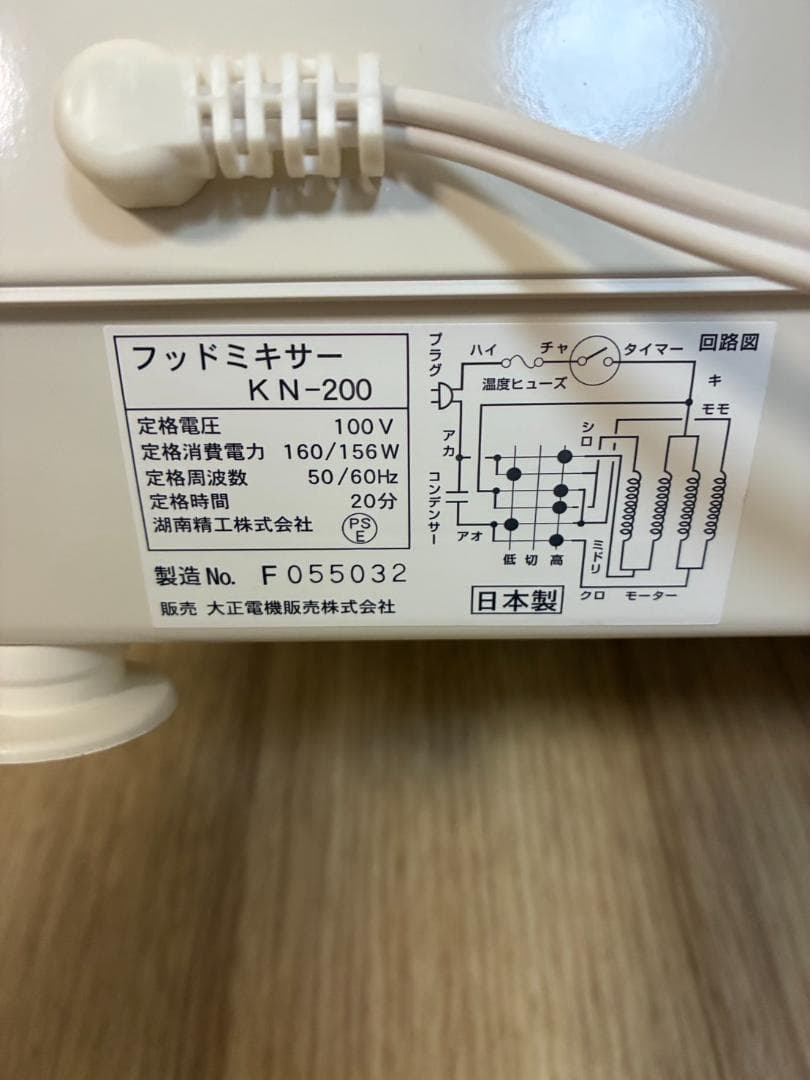 フッドミキサー
KN-200
定格電圧 100V
定格消費電力 160/156W
定格周波数 50/60Hz
定格時間 20分
湖南精工株式会社 PSE
製造No. F055032
販売 大正電機販売株式会社
回路図
プラグ
ハイ
チャ
タイマー
温度ヒューズ
キ
モモ
シロ
アカ
コンデンサー
アオ
低 切 高
ミドリ
クロ
モーター
日本製